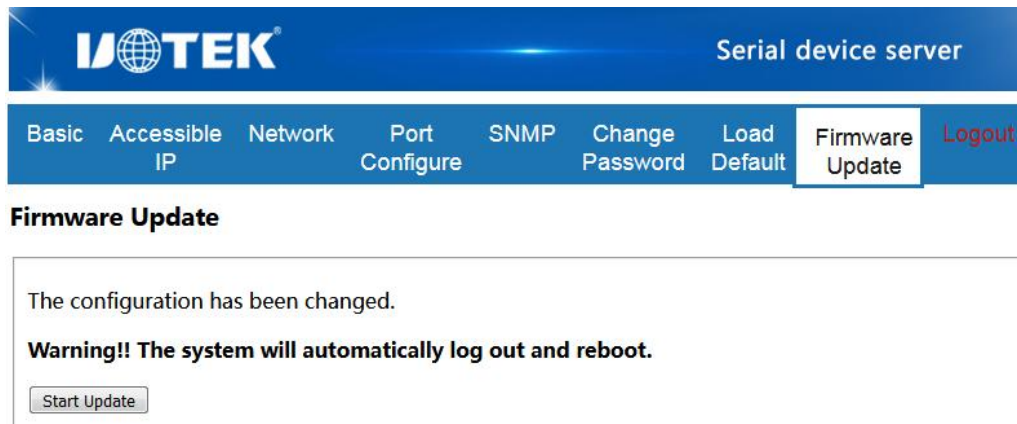 UTEK®
Serial device server
Basic Accessible IP Network Port Configure SNMP Change Password Load Default Firmware Update Logout
Firmware Update
The configuration has been changed.
Warning!! The system will automatically log out and reboot.
Start Update